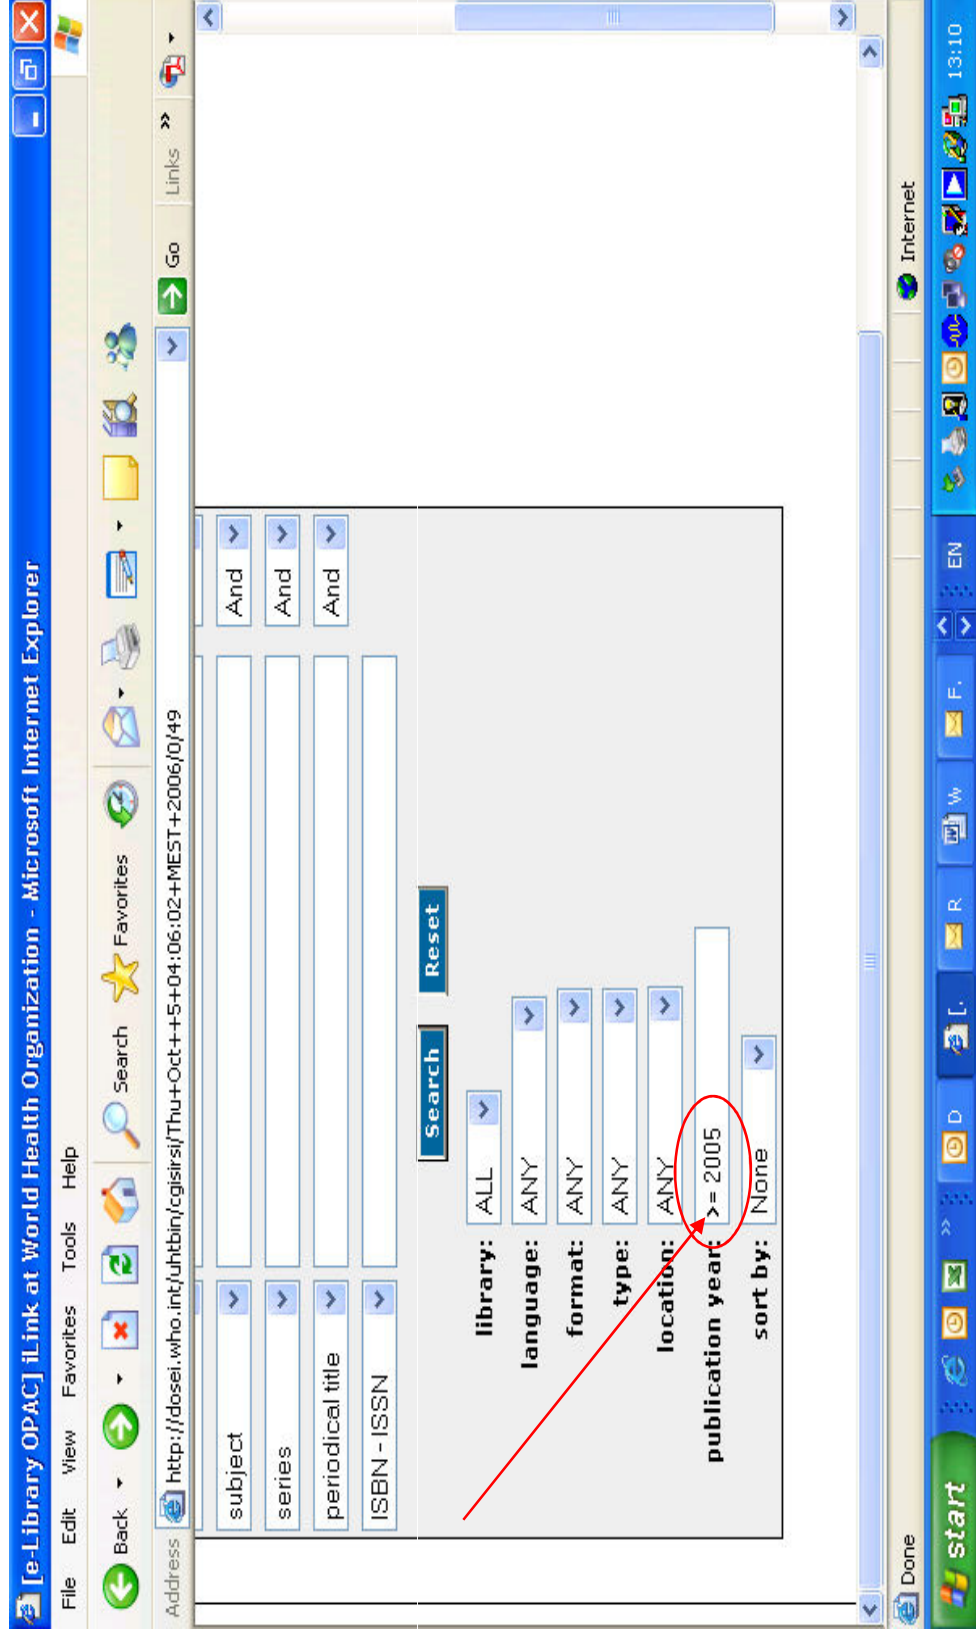 [e-Library OPAC] iLink at World Health Organization - Microsoft Internet Explorer
File Edit View Favorites Tools Help
Back Search Favorites
Address http://dosei.who.int/uhtbin/cgisirsi/Thu+Oct++5+04:06:02+MEST+2006/0/49 Go Links »
subject And
series And
periodical title And
ISBN - ISSN
Search Reset
library: ALL
language: ANY
format: ANY
type: ANY
location: ANY
publication year: >= 2005
sort by: None
Done Internet
start » D [. R W F. EN 13:10